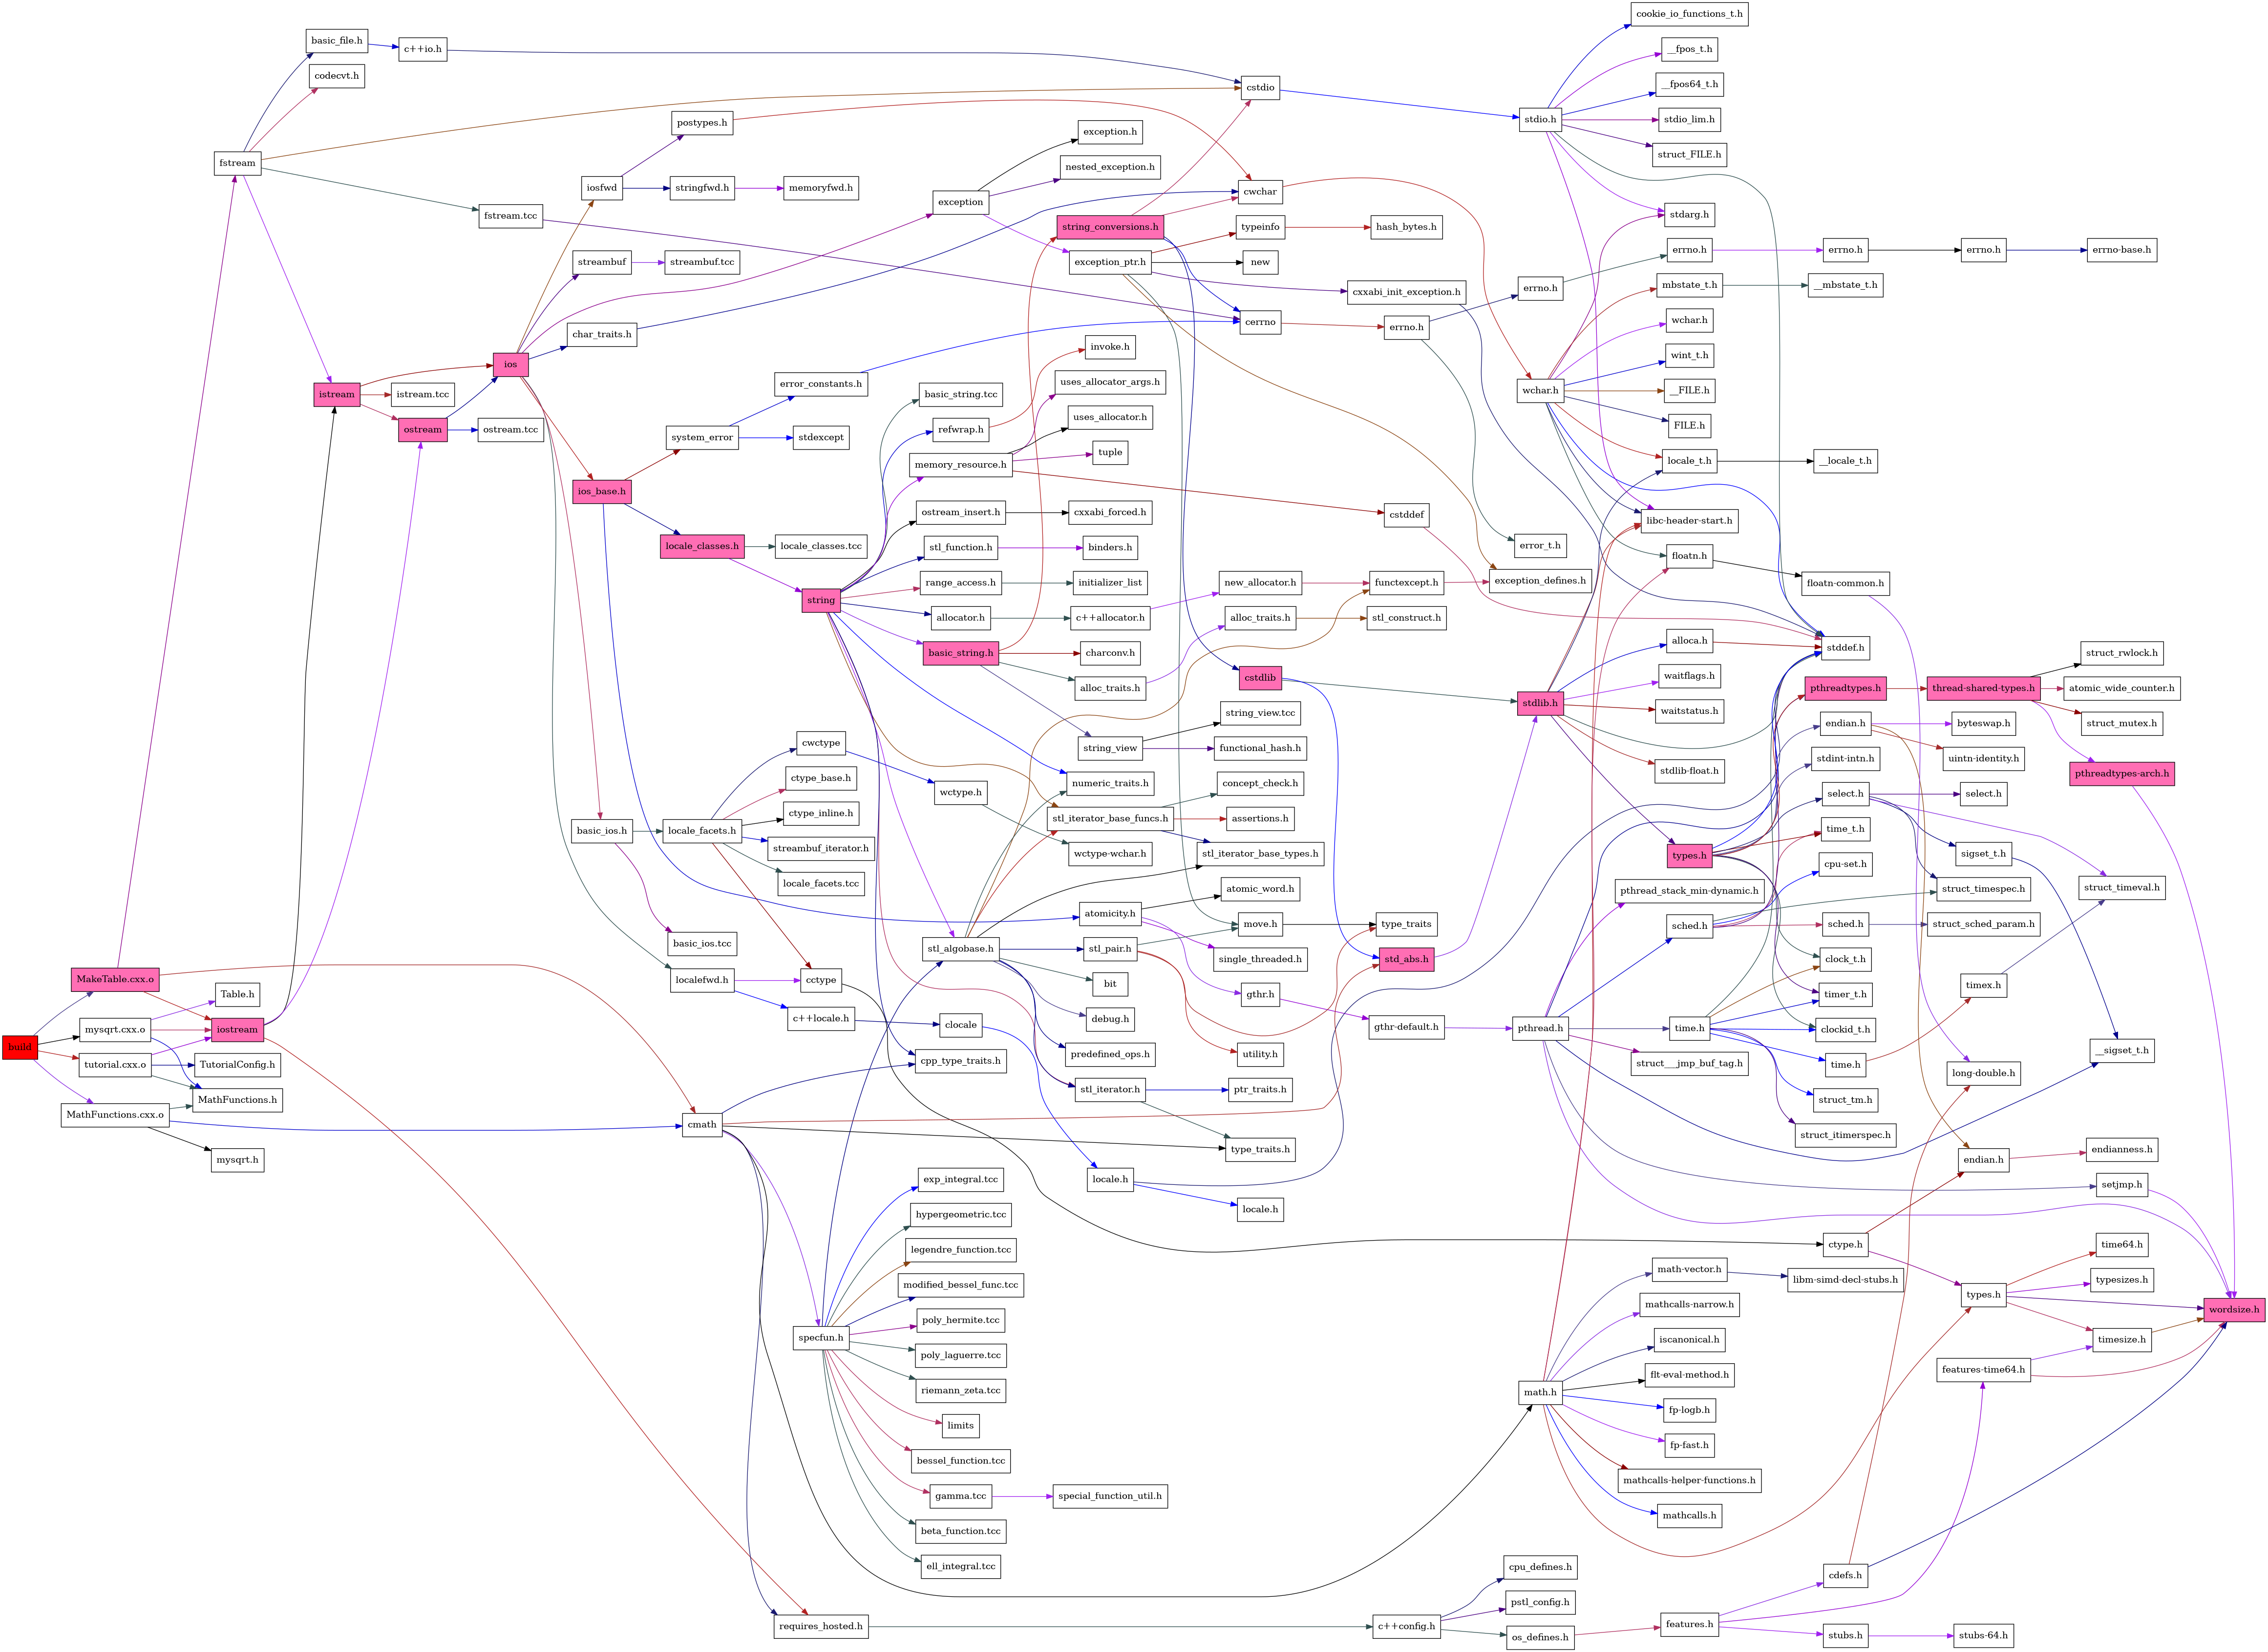 cookie_io_functions_t.h
basic_file.h
c++io.h
__fpos_t.h
codecvt.h
cstdio
__fpos64_t.h
postypes.h
stdio.h
stdio_lim.h
exception.h
struct_FILE.h
fstream
nested_exception.h
iosfwd
stringfwd.h
memoryfwd.h
cwchar
exception
fstream.tcc
stdarg.h
string_conversions.h
typeinfo
hash_bytes.h
errno.h
errno.h
errno.h
errno-base.h
streambuf
streambuf.tcc
exception_ptr.h
new
cxxabi_init_exception.h
errno.h
mbstate_t.h
__mbstate_t.h
char_traits.h
cerrno
errno.h
wchar.h
invoke.h
wint_t.h
ios
error_constants.h
uses_allocator_args.h
wchar.h
__FILE.h
istream
istream.tcc
basic_string.tcc
uses_allocator.h
FILE.h
ostream
ostream.tcc
system_error
stdexcept
refwrap.h
tuple
memory_resource.h
locale_t.h
__locale_t.h
ios_base.h
ostream_insert.h
cxxabi_forced.h
cstddef
libc-header-start.h
locale_classes.h
locale_classes.tcc
stl_function.h
binders.h
error_t.h
floatn.h
range_access.h
initializer_list
new_allocator.h
functexcept.h
exception_defines.h
floatn-common.h
string
allocator.h
c++allocator.h
alloc_traits.h
stl_construct.h
basic_string.h
charconv.h
alloca.h
stddef.h
struct_rwlock.h
alloc_traits.h
cstdlib
waitflags.h
pthreadtypes.h
thread-shared-types.h
atomic_wide_counter.h
string_view.tcc
stdlib.h
waitstatus.h
endian.h
byteswap.h
struct_mutex.h
cwctype
string_view
functional_hash.h
stdlib-float.h
stdint-intn.h
uintn-identity.h
pthreadtypes-arch.h
ctype_base.h
wctype.h
numeric_traits.h
concept_check.h
select.h
select.h
ctype_inline.h
stl_iterator_base_funcs.h
assertions.h
basic_ios.h
locale_facets.h
time_t.h
streambuf_iterator.h
wctype-wchar.h
stl_iterator_base_types.h
types.h
cpu-set.h
sigset_t.h
locale_facets.tcc
atomic_word.h
pthread_stack_min-dynamic.h
struct_timespec.h
struct_timeval.h
atomicity.h
move.h
type_traits
sched.h
sched.h
struct_sched_param.h
basic_ios.tcc
stl_algobase.h
stl_pair.h
single_threaded.h
std_abs.h
clock_t.h
MakeTable.cxx.o
localefwd.h
cctype
bit
Table.h
gthr.h
timer_t.h
timex.h
mysqrt.cxx.o
iostream
c++locale.h
clocale
debug.h
gthr-default.h
pthread.h
time.h
clockid_t.h
build
predefined_ops.h
utility.h
__sigset_t.h
tutorial.cxx.o
TutorialConfig.h
cpp_type_traits.h
struct___jmp_buf_tag.h
time.h
long-double.h
MathFunctions.h
stl_iterator.h
ptr_traits.h
struct_tm.h
MathFunctions.cxx.o
cmath
struct_itimerspec.h
mysqrt.h
type_traits.h
endian.h
endianness.h
exp_integral.tcc
locale.h
setjmp.h
hypergeometric.tcc
locale.h
legendre_function.tcc
ctype.h
time64.h
modified_bessel_func.tcc
math-vector.h
libm-simd-decl-stubs.h
typesizes.h
types.h
poly_hermite.tcc
mathcalls-narrow.h
wordsize.h
specfun.h
poly_laguerre.tcc
iscanonical.h
timesize.h
riemann_zeta.tcc
math.h
flt-eval-method.h
features-time64.h
limits
fp-logb.h
bessel_function.tcc
fp-fast.h
gamma.tcc
special_function_util.h
mathcalls-helper-functions.h
beta_function.tcc
mathcalls.h
ell_integral.tcc
cpu_defines.h
cdefs.h
pstl_config.h
requires_hosted.h
c++config.h
os_defines.h
features.h
stubs.h
stubs-64.h